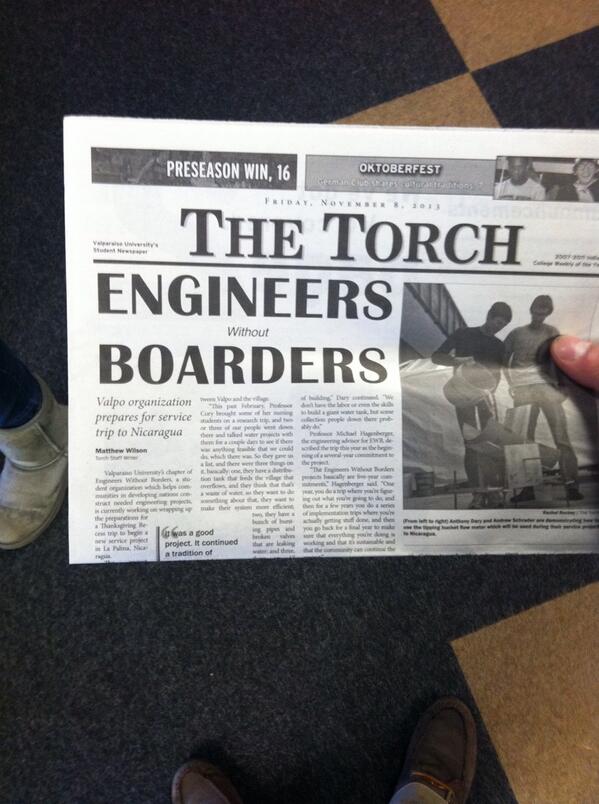 PRESEASON WIN, 16
OKTOBERFEST
German Club shares cultural traditions, 7
FRIDAY, NOVEMBER 8, 2013
THE TORCH
Valparaiso University's
Student Newspaper
College Weekly of the
ENGINEERS
Without
BOARDERS
Valpo organization
prepares for service
trip to Nicaragua
Matthew Wilson
Torch Staff Writer
Valparaiso University's chapter of
Engineers Without Borders, a stu-
dent organization which helps com-
munities in developing nations con-
struct needed engineering projects,
is currently working on wrapping up
the preparations for
a Thanksgiving Re-
cess trip to begin a
new service project
in La Palma, Nica-
ragua.
"It was a good
project. It continued
a tradition of
tween Valpo and the village.
"This past February, Professor
Cory brought some of her nursing
students on a research trip, and two
or three of our people went down
there and talked water projects with
them for a couple days to see if there
was anything feasible that we could
do, which there was. So they gave us
a list, and there were three things on
it, basically: one, they have a distribu-
tion tank that feeds the village that
overflows, and they think that's
a waste of water, so they want to do
something about that, they want to
make their system more efficient;
two, they have a
bunch of burst-
ing pipes and
broken valves
that are leaking
water; and three,
of building," Dary continued. "We
don't have the labor or even the skills
to build a giant water tank, but some
collection people down there prob-
ably do."
Professor Michael Hagenberger,
the engineering advisor for EWB, de-
scribed the trip this year as the begin-
ning of a several-year commitment to
the project.
"The Engineers Without Borders
projects basically are five-year com-
mitments," Hagenberger said. "One
year, you do a trip where you're figur-
ing out what you're going to do, and
then for a few years you do a series
of implementation trips where you're
actually getting stuff done, and then
you go back for a final year to make
sure that everything you're doing is
working and that it's sustainable and
that the community can continue the
(From left to right) Anthony Dary and Andrew Schrader are demonstrating how
use the tipping bucket flow meter which will be used during their service
to Nicaragua.